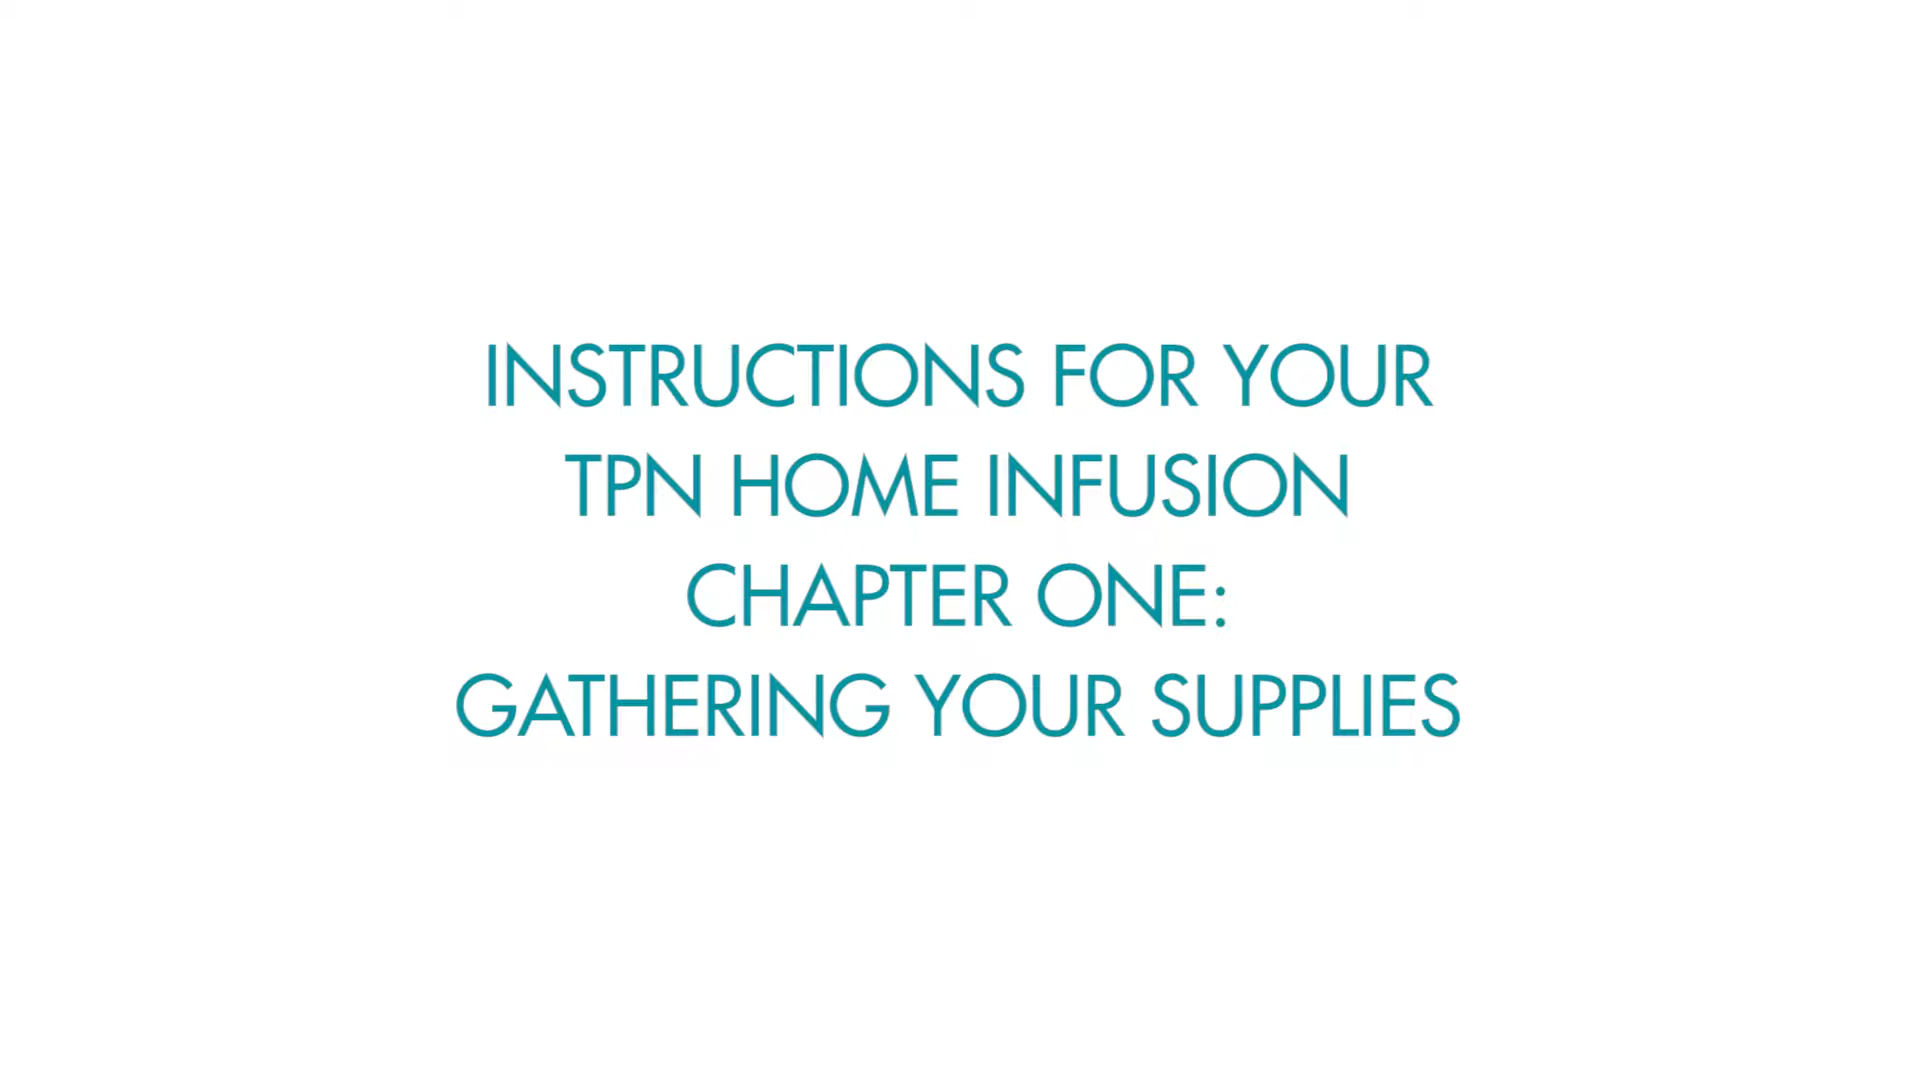 INSTRUCTIONS FOR YOUR
TPN HOME INFUSION
CHAPTER ONE:
GATHERING YOUR SUPPLIES